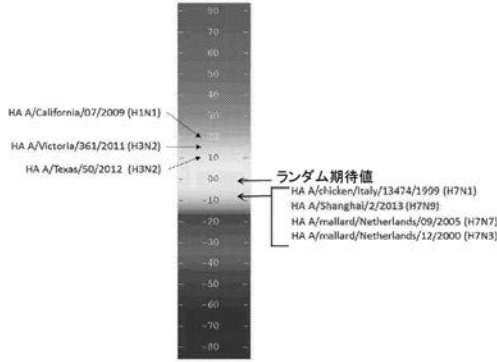 80
70
60
50
40
30
HA A/California/07/2009 (H1N1)
20
HA A/Victoria/361/2011 (H3N2)
10
HA A/Texas/50/2012 (H3N2)
00
ランダム期待値
HA A/chicken/Italy/13474/1999 (H7N1)
-10
HA A/Shanghai/2/2013 (H7N9)
HA A/mallard/Netherlands/09/2005 (H7N7)
HA A/mallard/Netherlands/12/2000 (H7N3)
-20
-30
-40
-50
-60
-70
-80